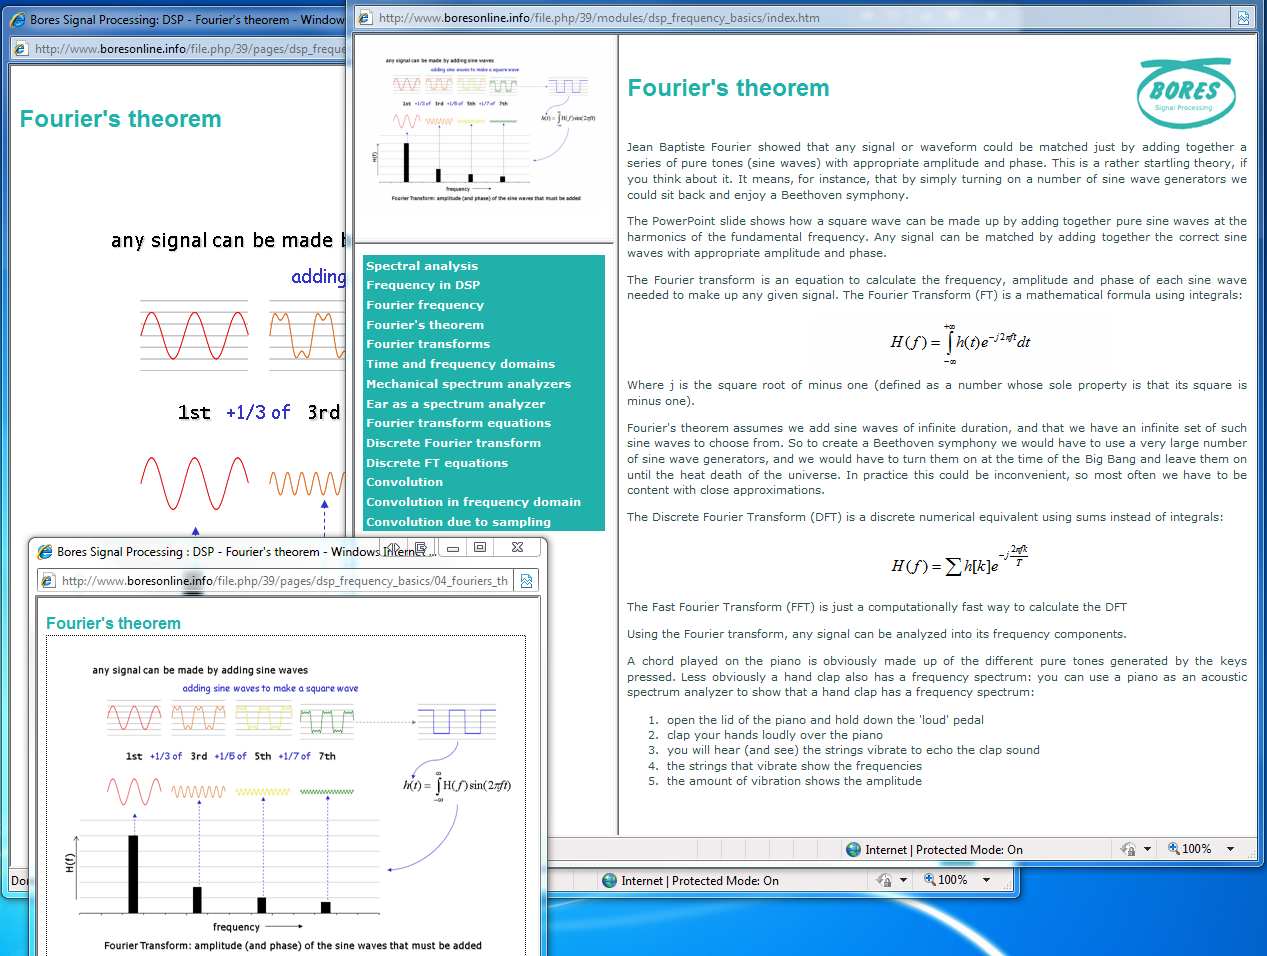 Bores Signal Processing: DSP - Fourier's theorem - Windows
http://www.boresonline.info/file.php/39/pages/dsp_freque
Fourier's theorem
any signal can be made b
adding
1st +1/3 of 3rd
http://www.boresonline.info/file.php/39/modules/dsp_frequency_basics/index.htm
any signal can be made by adding sine waves
adding sine waves to make a square wave
1st +1/3 of 3rd +1/5 of 5th +1/7 of 7th
h(t) = ∫ H(f) sin(2πft)
∞
-∞
H(f)
frequency
Fourier Transform: amplitude (and phase) of the sine waves that must be added
Spectral analysis
Frequency in DSP
Fourier frequency
Fourier's theorem
Fourier transforms
Time and frequency domains
Mechanical spectrum analyzers
Ear as a spectrum analyzer
Fourier transform equations
Discrete Fourier transform
Discrete FT equations
Convolution
Convolution in frequency domain
Convolution due to sampling
Fourier's theorem
BORES
Signal Processing
Jean Baptiste Fourier showed that any signal or waveform could be matched just by adding together a
series of pure tones (sine waves) with appropriate amplitude and phase. This is a rather startling theory, if
you think about it. It means, for instance, that by simply turning on a number of sine wave generators we
could sit back and enjoy a Beethoven symphony.
The PowerPoint slide shows how a square wave can be made up by adding together pure sine waves at the
harmonics of the fundamental frequency. Any signal can be matched by adding together the correct sine
waves with appropriate amplitude and phase.
The Fourier transform is an equation to calculate the frequency, amplitude and phase of each sine wave
needed to make up any given signal. The Fourier Transform (FT) is a mathematical formula using integrals:
+∞
H(f) = ∫ h(t)e^{-j2πft}dt
-∞
Where j is the square root of minus one (defined as a number whose sole property is that its square is
minus one).
Fourier's theorem assumes we add sine waves of infinite duration, and that we have an infinite set of such
sine waves to choose from. So to create a Beethoven symphony we would have to use a very large number
of sine wave generators, and we would have to turn them on at the time of the Big Bang and leave them on
until the heat death of the universe. In practice this could be inconvenient, so most often we have to be
content with close approximations.
The Discrete Fourier Transform (DFT) is a discrete numerical equivalent using sums instead of integrals:
H(f) = ∑ h[k]e^{-j2πfk/T}
The Fast Fourier Transform (FFT) is just a computationally fast way to calculate the DFT
Using the Fourier transform, any signal can be analyzed into its frequency components.
A chord played on the piano is obviously made up of the different pure tones generated by the keys
pressed. Less obviously a hand clap also has a frequency spectrum: you can use a piano as an acoustic
spectrum analyzer to show that a hand clap has a frequency spectrum:
1. open the lid of the piano and hold down the 'loud' pedal
2. clap your hands loudly over the piano
3. you will hear (and see) the strings vibrate to echo the clap sound
4. the strings that vibrate show the frequencies
5. the amount of vibration shows the amplitude
Internet | Protected Mode: On
100%
Do
Internet | Protected Mode: On
100%
Bores Signal Processing : DSP - Fourier's theorem - Windows Internet ...
http://www.boresonline.info/file.php/39/pages/dsp_frequency_basics/04_fouriers_th
Fourier's theorem
any signal can be made by adding sine waves
adding sine waves to make a square wave
1st +1/3 of 3rd +1/5 of 5th +1/7 of 7th
∞
h(t) = ∫ H(f) sin(2πft)
-∞
H(f)
frequency
Fourier Transform: amplitude (and phase) of the sine waves that must be added